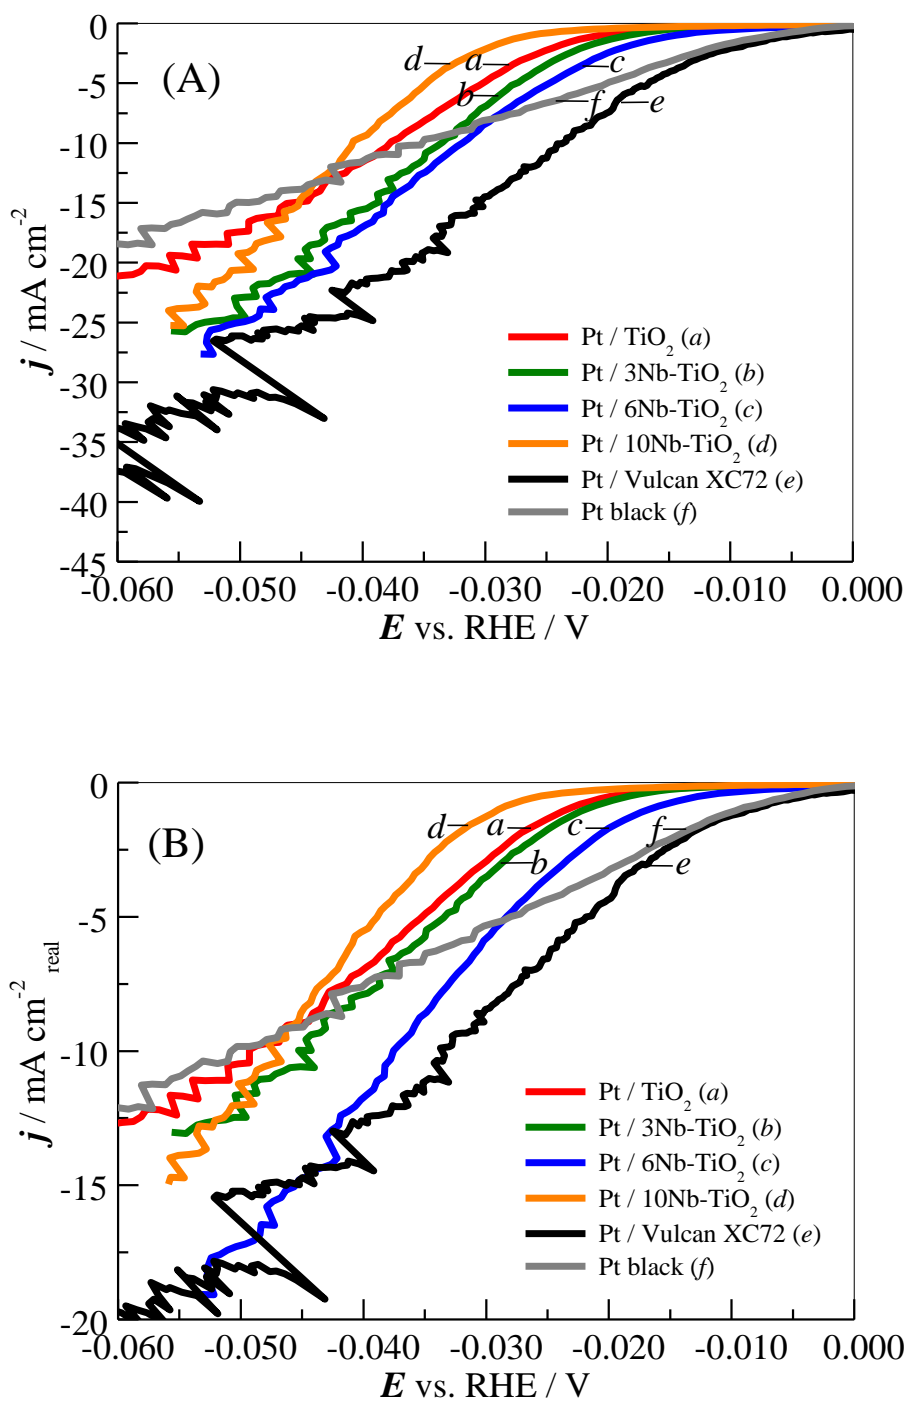 (A)
0
-5
-10
-15
-20
-25
-30
-35
-40
-45
j / mA cm-2
d a c
b f e
Pt / TiO2 (a)
Pt / 3Nb-TiO2 (b)
Pt / 6Nb-TiO2 (c)
Pt / 10Nb-TiO2 (d)
Pt / Vulcan XC72 (e)
Pt black (f)
-0.060 -0.050 -0.040 -0.030 -0.020 -0.010 0.000
E vs. RHE / V
(B)
0
-5
-10
-15
-20
j / mA cm-2 real
d a c f
b e
Pt / TiO2 (a)
Pt / 3Nb-TiO2 (b)
Pt / 6Nb-TiO2 (c)
Pt / 10Nb-TiO2 (d)
Pt / Vulcan XC72 (e)
Pt black (f)
-0.060 -0.050 -0.040 -0.030 -0.020 -0.010 0.000
E vs. RHE / V